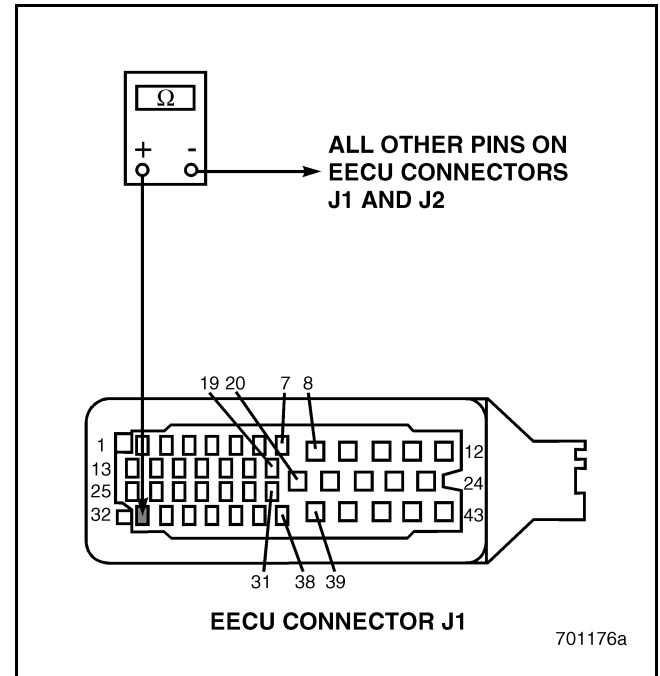 Ω
+ -
ALL OTHER PINS ON
EECU CONNECTORS
J1 AND J2
19 20 7 8
1 12
13
25 24
32 43
31 38 39
EECU CONNECTOR J1
701176a